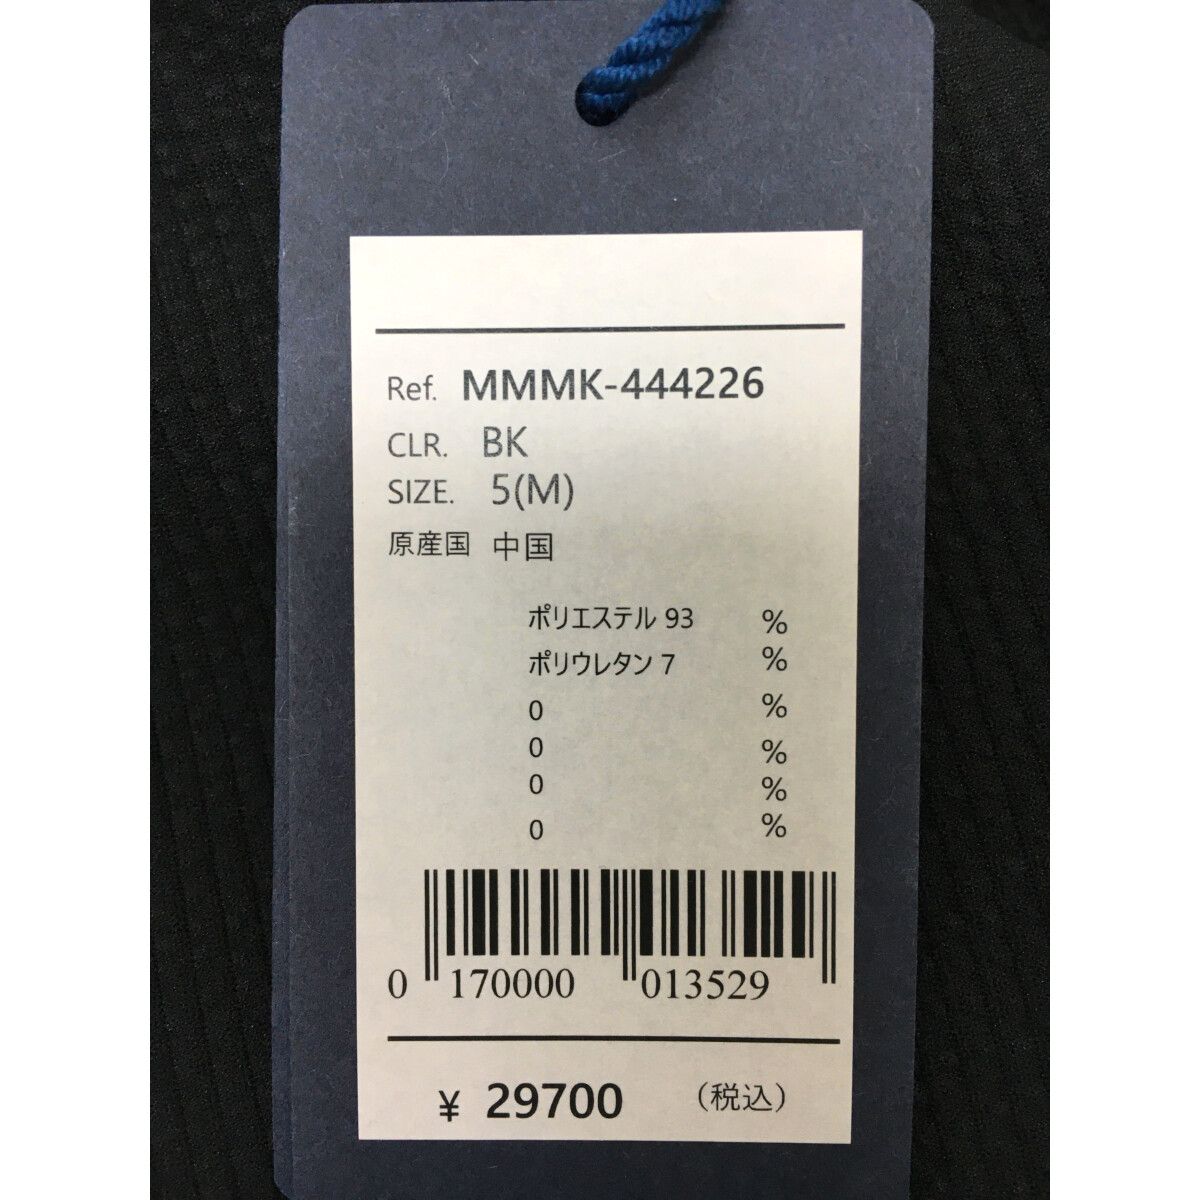 Ref. MMMK-444226
CLR. BK
SIZE. 5(M)
原産国 中国
ポリエステル 93 %
ポリウレタン 7 %
0 %
0 %
0 %
0 %
0 170000 013529
¥ 29700 (税込)